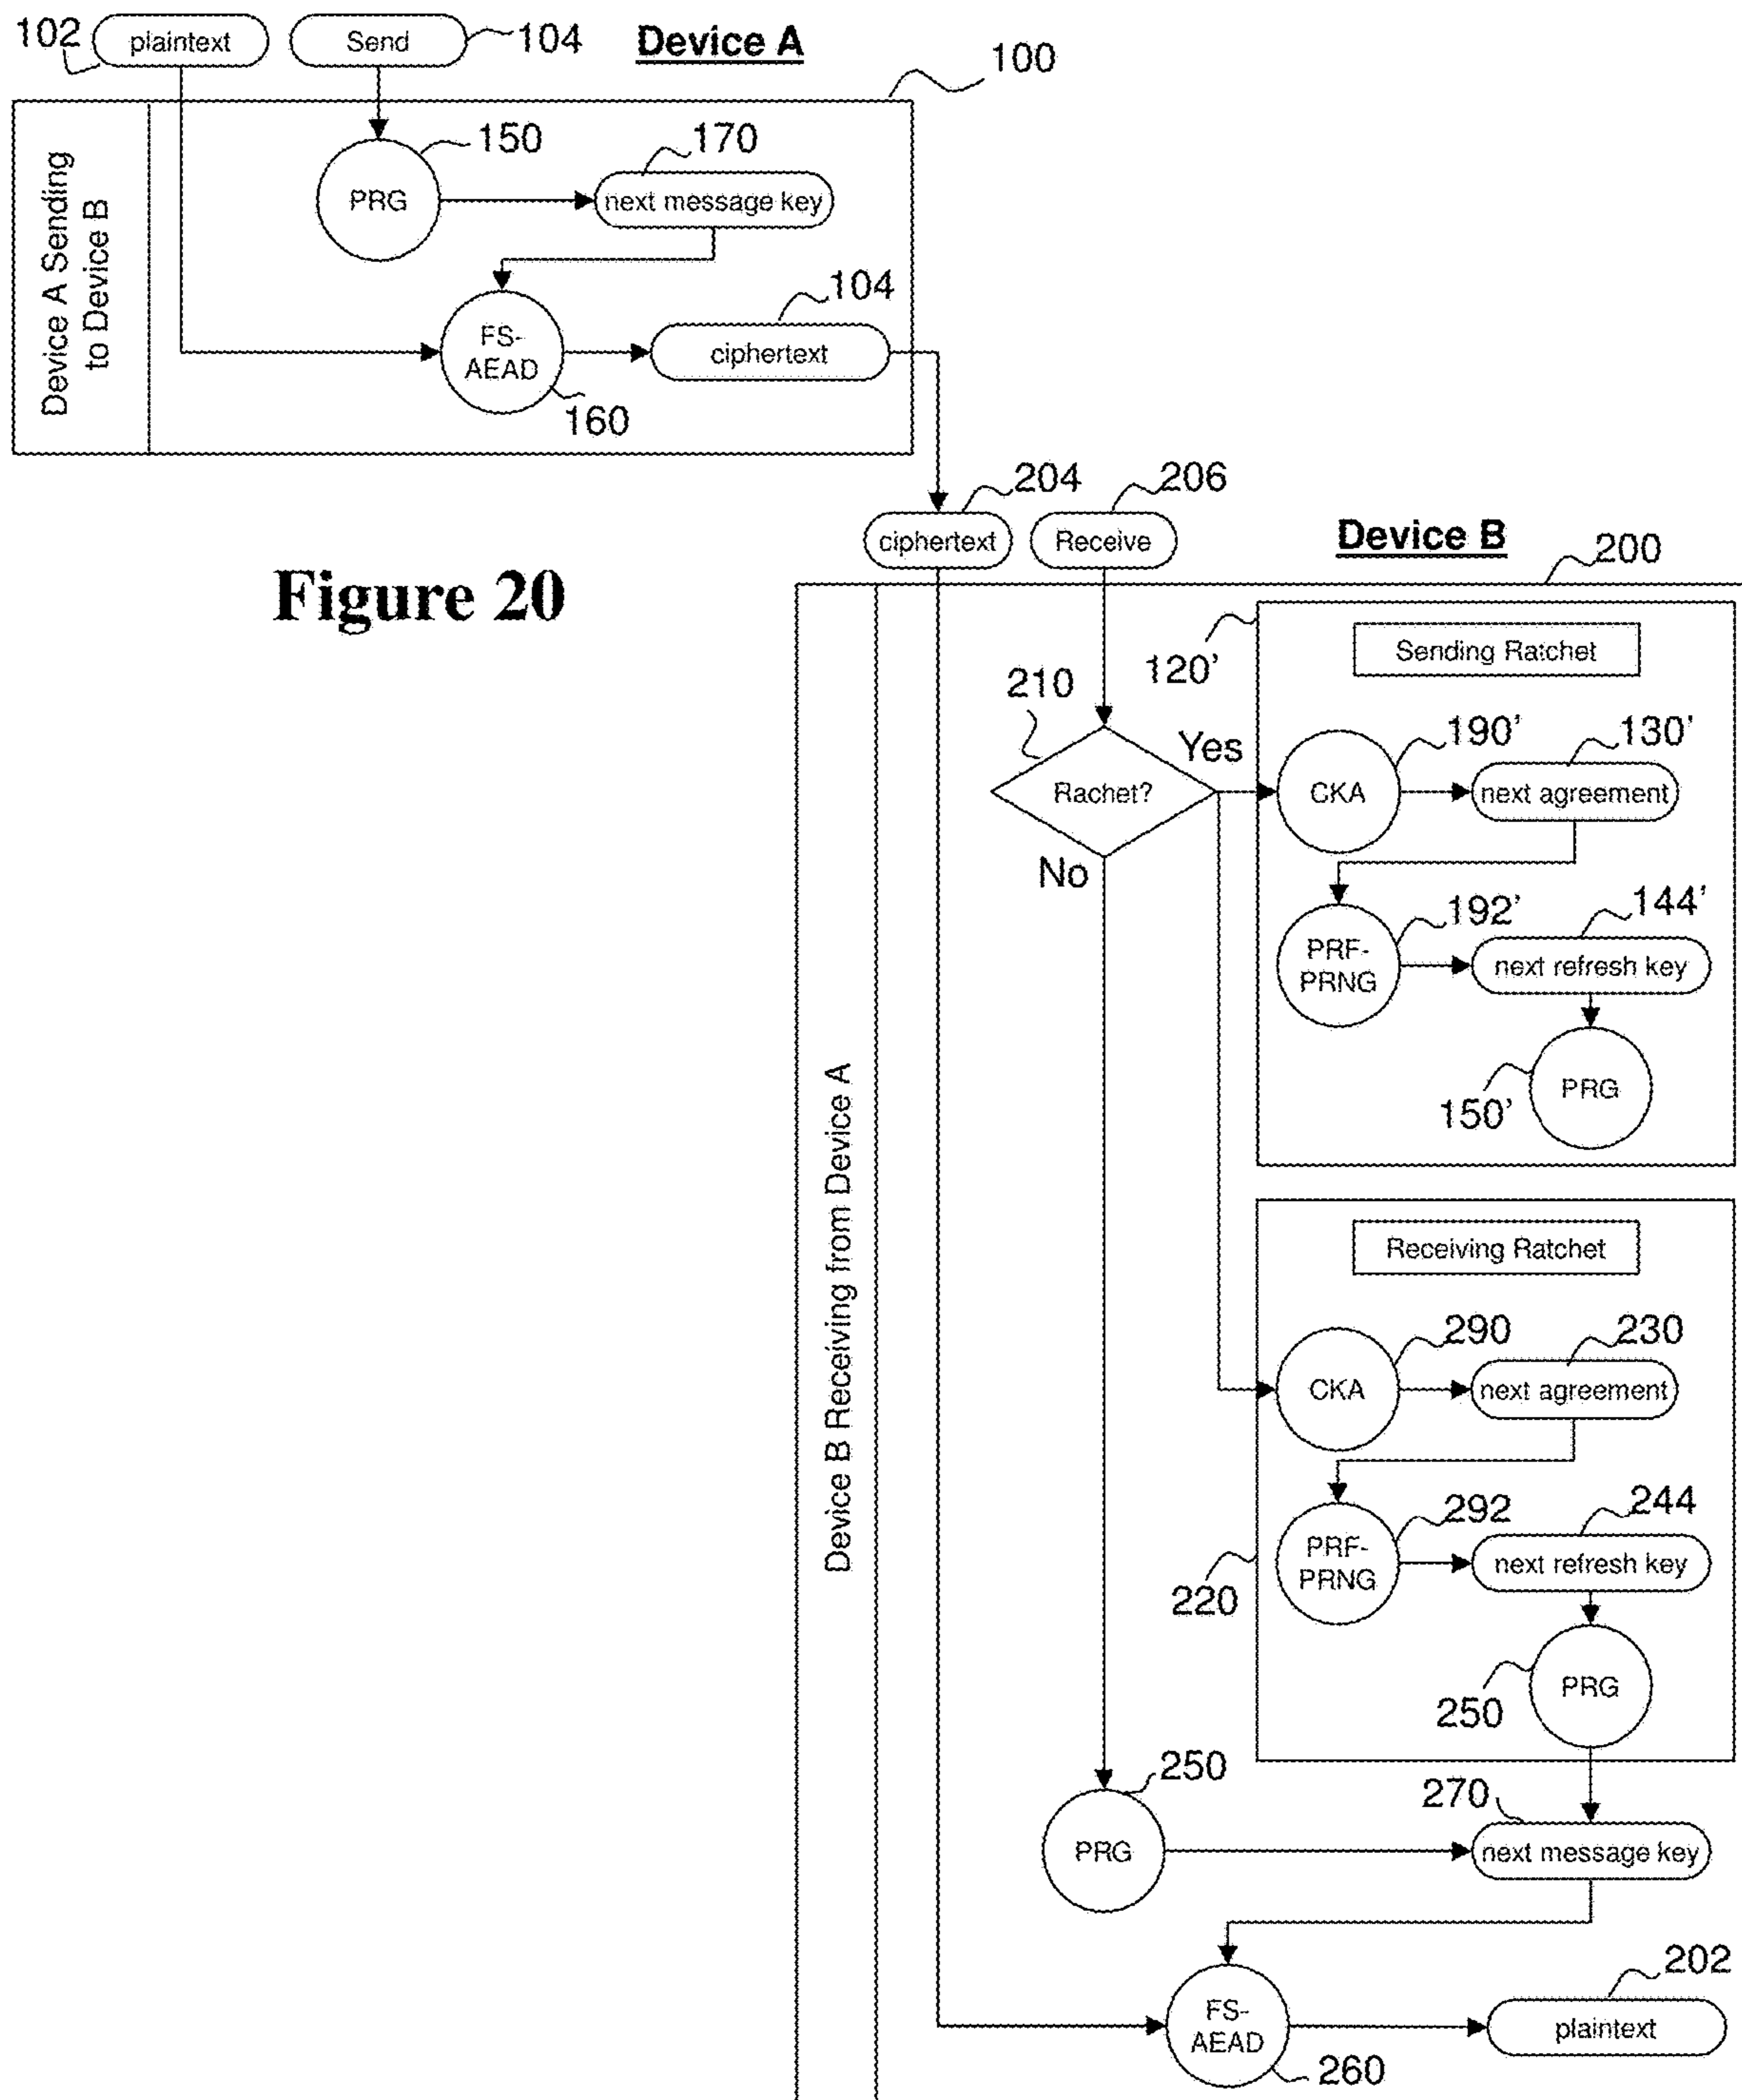 102
plaintext
Send
104
Device A
100
Device A Sending
to Device B
150
170
PRG
next message key
104
FS-
AEAD
ciphertext
160
204
206
ciphertext
Receive
Device B
200
Figure 20
Device B Receiving from Device A
120'
Sending Ratchet
210
Yes
Rachet?
No
190'
130'
CKA
next agreement
192'
144'
PRF-
PRNG
next refresh key
150'
PRG
Receiving Ratchet
290
230
CKA
next agreement
292
244
PRF-
PRNG
next refresh key
220
250
PRG
250
270
PRG
next message key
202
FS-
AEAD
plaintext
260